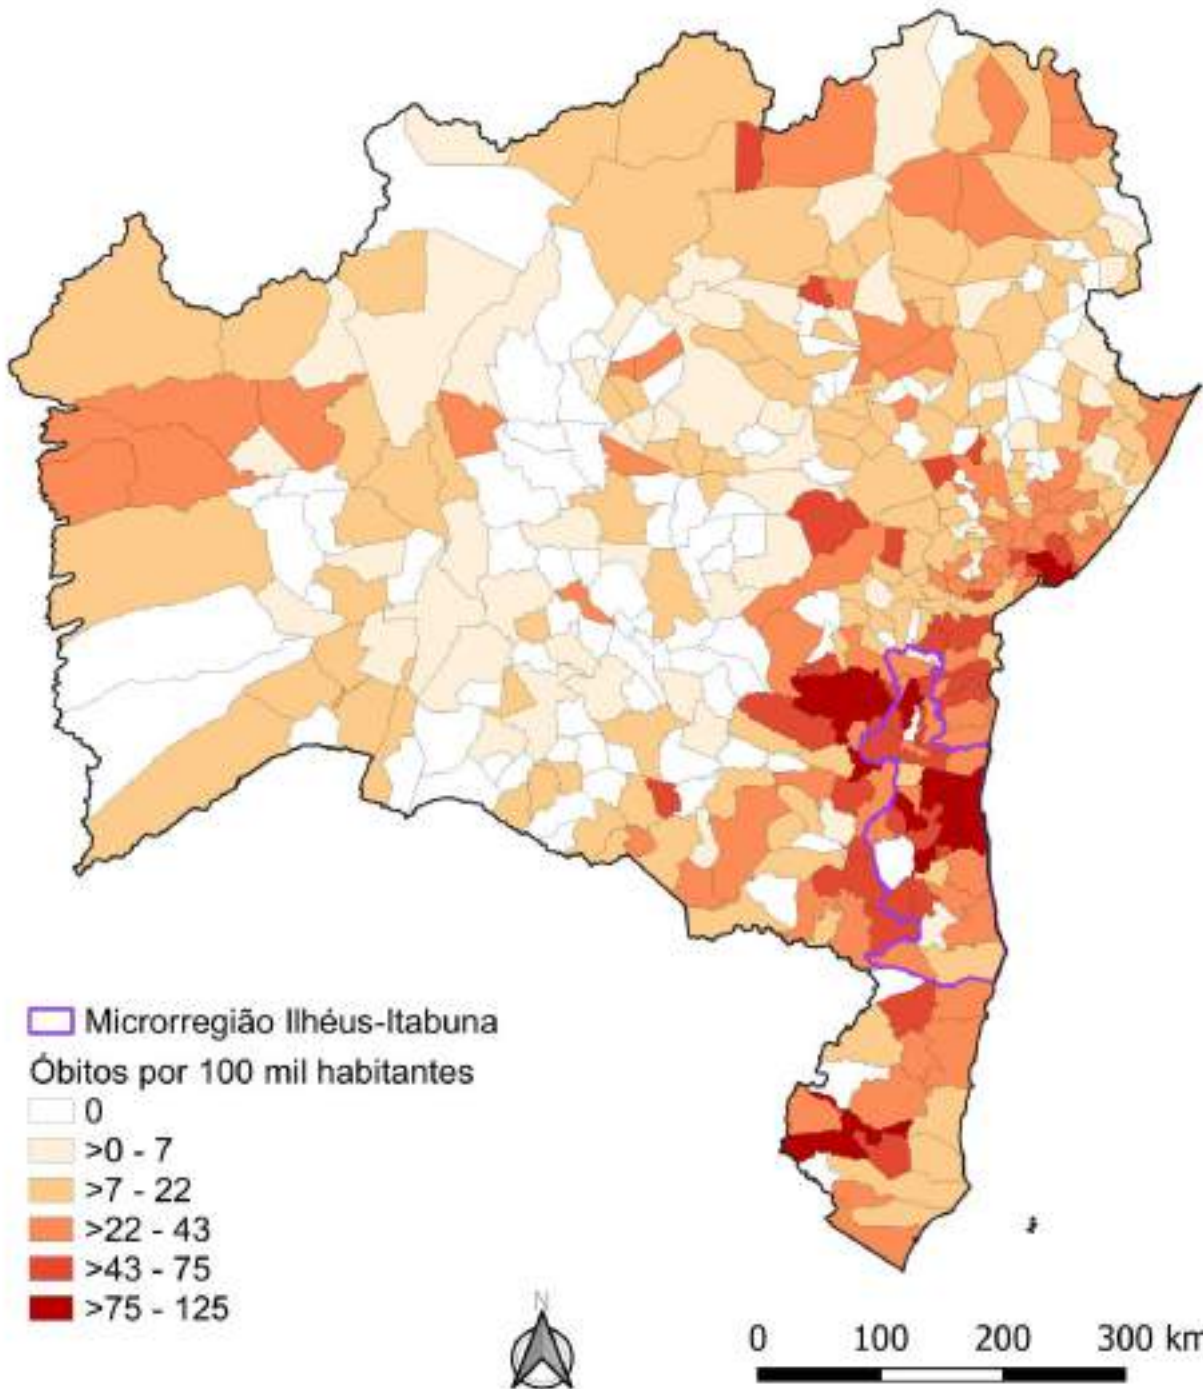 Microrregião Ilhéus-Itabuna
Óbitos por 100 mil habitantes
0
>0 - 7
>7 - 22
>22 - 43
>43 - 75
>75 - 125
N
0 100 200 300 km